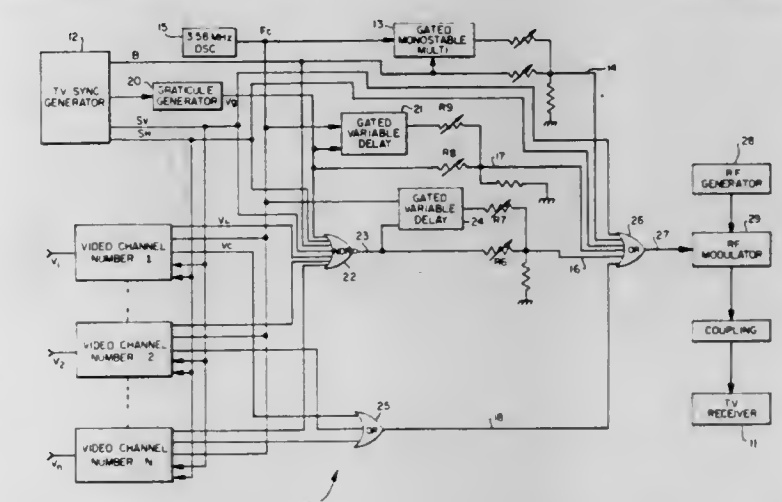 12
TV SYNC
GENERATOR
B
15
3.58 MHz
OSC
Fc
13
GATED
MONOSTABLE
MULTI
14
20
GRATICULE
GENERATOR
Vg
SV
SH
21
GATED
VARIABLE
DELAY
R9
R8
17
GATED
VARIABLE
DELAY
24
R7
R6
16
VL
VC
NOR
22
23
V1
VIDEO CHANNEL
NUMBER 1
V2
VIDEO CHANNEL
NUMBER 2
Vn
VIDEO CHANNEL
NUMBER N
25
OR
18
26
OR
27
28
RF
GENERATOR
29
RF
MODULATOR
COUPLING
TV
RECEIVER
11